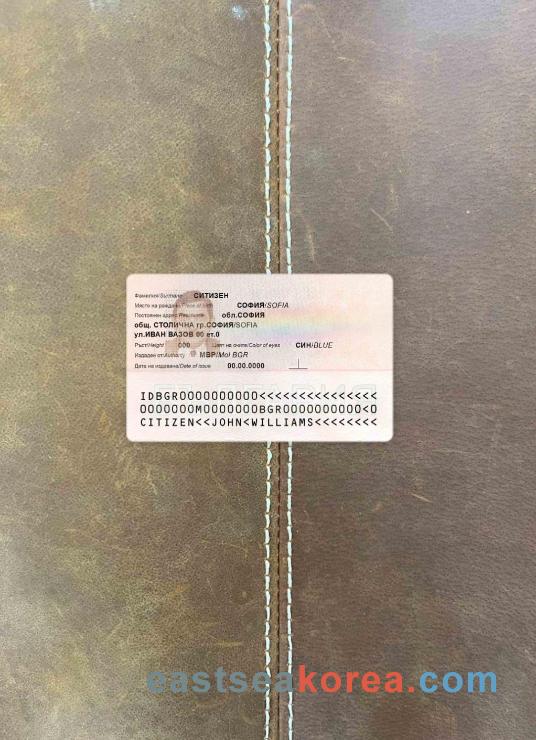 Фамилия/Surname СИТИЗЕН
Място на раждане/Place of birth СОФИЯ/SOFIA
Постоянен адрес/Residence обл.СОФИЯ
общ. СТОЛИЧНА гр.СОФИЯ/SOFIA
ул.ИВАН ВАЗОВ 00 ет.0
Ръст/Height 000 Цвят на очите/Color of eyes СИН/BLUE
Издаден от/Authority МВР/MoI BGR
Дата на издаване/Date of issue 00.00.0000
IDBGR0000000000<<<<<<<<<<<<<<<
0000000M0000000BGR0000000000<0
CITIZEN<<JOHN<WILLIAMS<<<<<<<<
eastseakorea.com